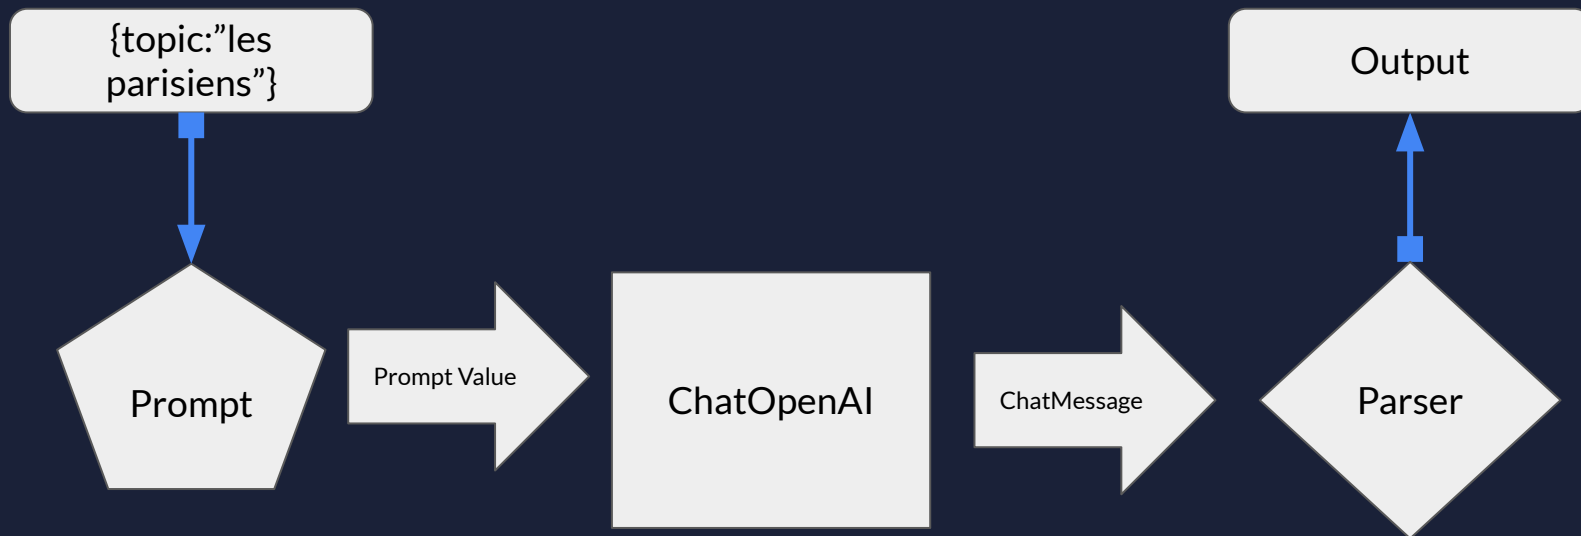 {topic:”les
parisiens”}
Output
Prompt
Prompt Value
ChatOpenAI
ChatMessage
Parser